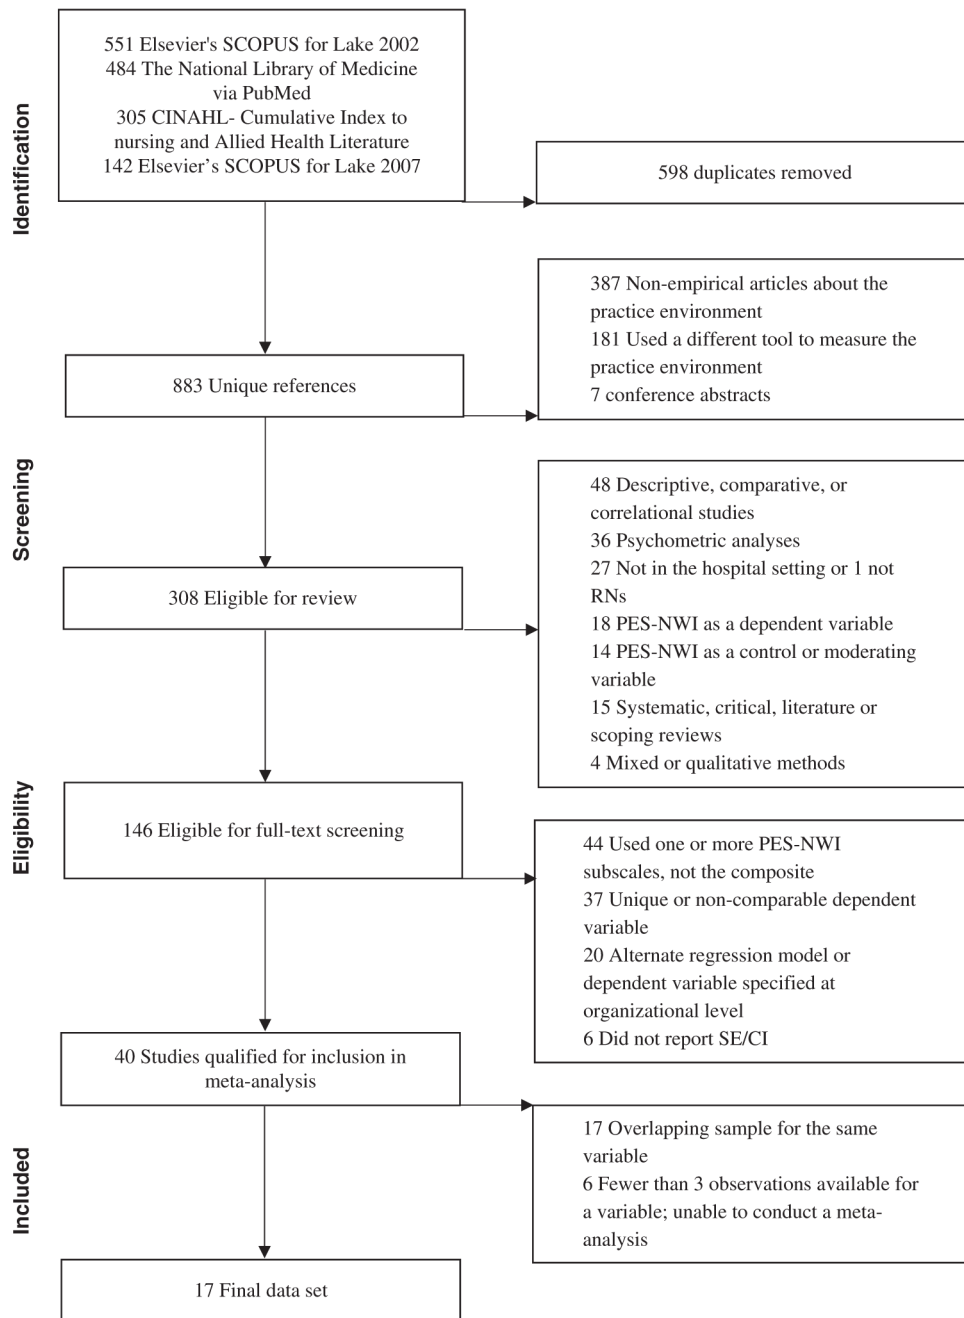 Identification
551 Elsevier's SCOPUS for Lake 2002
484 The National Library of Medicine
via PubMed
305 CINAHL- Cumulative Index to
nursing and Allied Health Literature
142 Elsevier’s SCOPUS for Lake 2007
598 duplicates removed
387 Non-empirical articles about the
practice environment
181 Used a different tool to measure the
practice environment
7 conference abstracts
883 Unique references
Screening
48 Descriptive, comparative, or
correlational studies
36 Psychometric analyses
27 Not in the hospital setting or 1 not
RNs
18 PES-NWI as a dependent variable
14 PES-NWI as a control or moderating
variable
15 Systematic, critical, literature or
scoping reviews
4 Mixed or qualitative methods
308 Eligible for review
Eligibility
146 Eligible for full-text screening
44 Used one or more PES-NWI
subscales, not the composite
37 Unique or non-comparable dependent
variable
20 Alternate regression model or
dependent variable specified at
organizational level
6 Did not report SE/CI
40 Studies qualified for inclusion in
meta-analysis
Included
17 Overlapping sample for the same
variable
6 Fewer than 3 observations available for
a variable; unable to conduct a meta-
analysis
17 Final data set